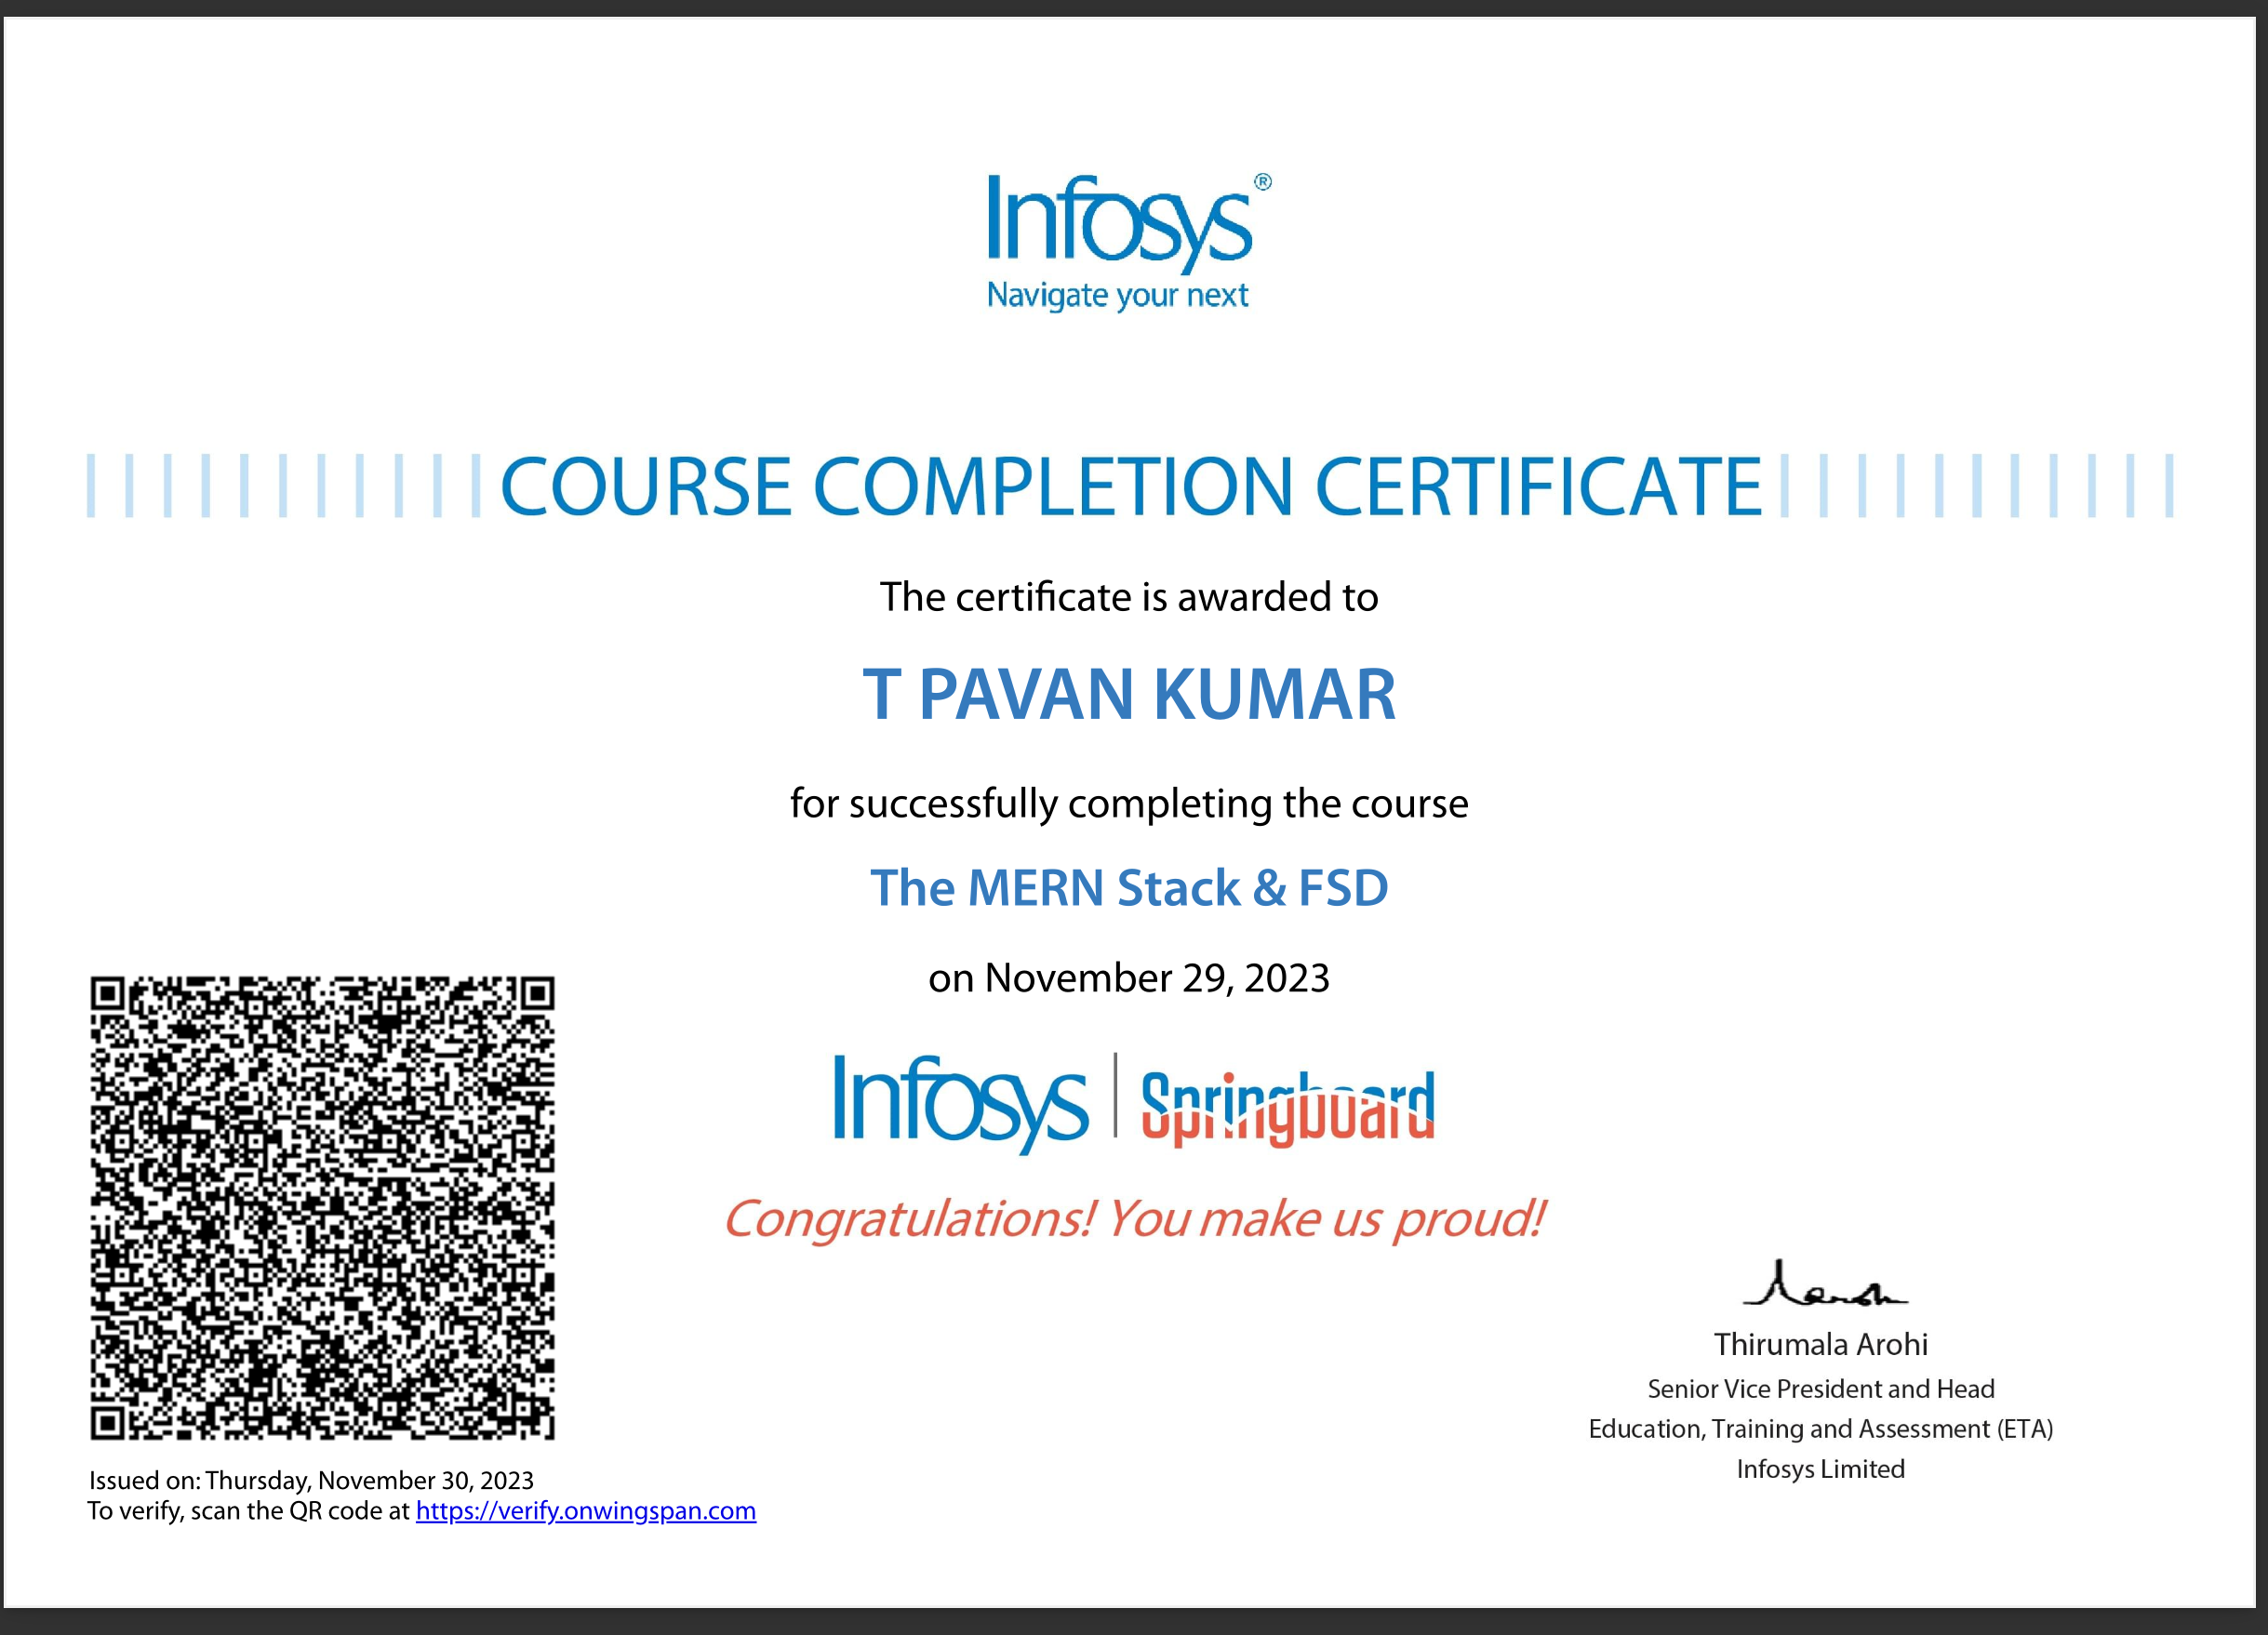 Infosys®
Navigate your next
COURSE COMPLETION CERTIFICATE
The certificate is awarded to
T PAVAN KUMAR
for successfully completing the course
The MERN Stack & FSD
on November 29, 2023
Infosys | Springboard
Congratulations! You make us proud!
Thirumala Arohi
Senior Vice President and Head
Education, Training and Assessment (ETA)
Infosys Limited
Issued on: Thursday, November 30, 2023
To verify, scan the QR code at https://verify.onwingspan.com